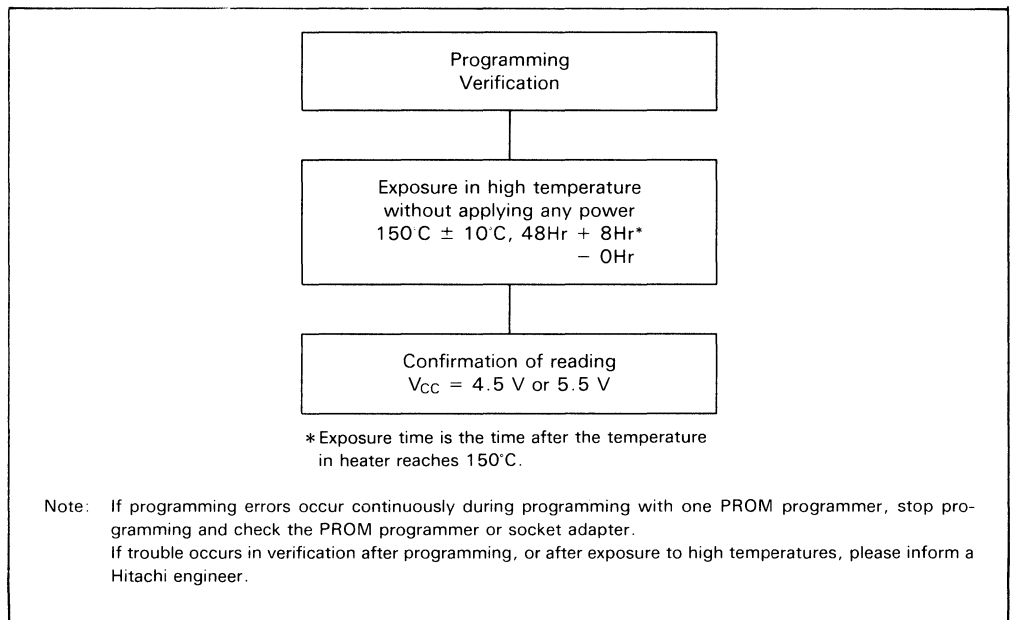 Programming
Verification
Exposure in high temperature
without applying any power
150°C ± 10°C, 48Hr + 8Hr*
− 0Hr
Confirmation of reading
VCC = 4.5 V or 5.5 V
* Exposure time is the time after the temperature
in heater reaches 150°C.
Note: If programming errors occur continuously during programming with one PROM programmer, stop pro-
gramming and check the PROM programmer or socket adapter.
If trouble occurs in verification after programming, or after exposure to high temperatures, please inform a
Hitachi engineer.